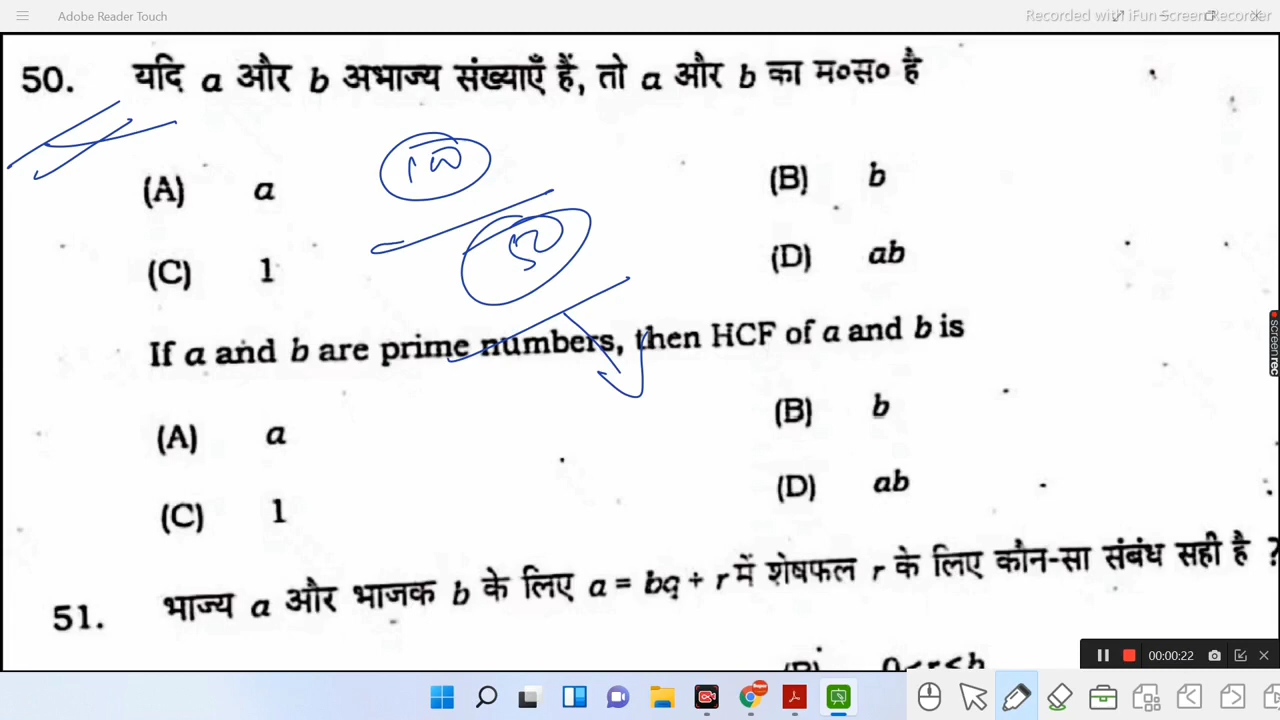 Adobe Reader Touch
Recorded with iFun Screen Recorder
50. यदि a और b अभाज्य संख्याएँ हैं, तो a और b का म०स० है
(A) a (B) b
(C) 1 (D) ab
If a and b are prime numbers, then HCF of a and b is
(A) a (B) b
(C) 1 (D) ab
51. भाज्य a और भाजक b के लिए a = bq + r में शेषफल r के लिए कौन-सा संबंध सही है ?
screenrec
00:00:22